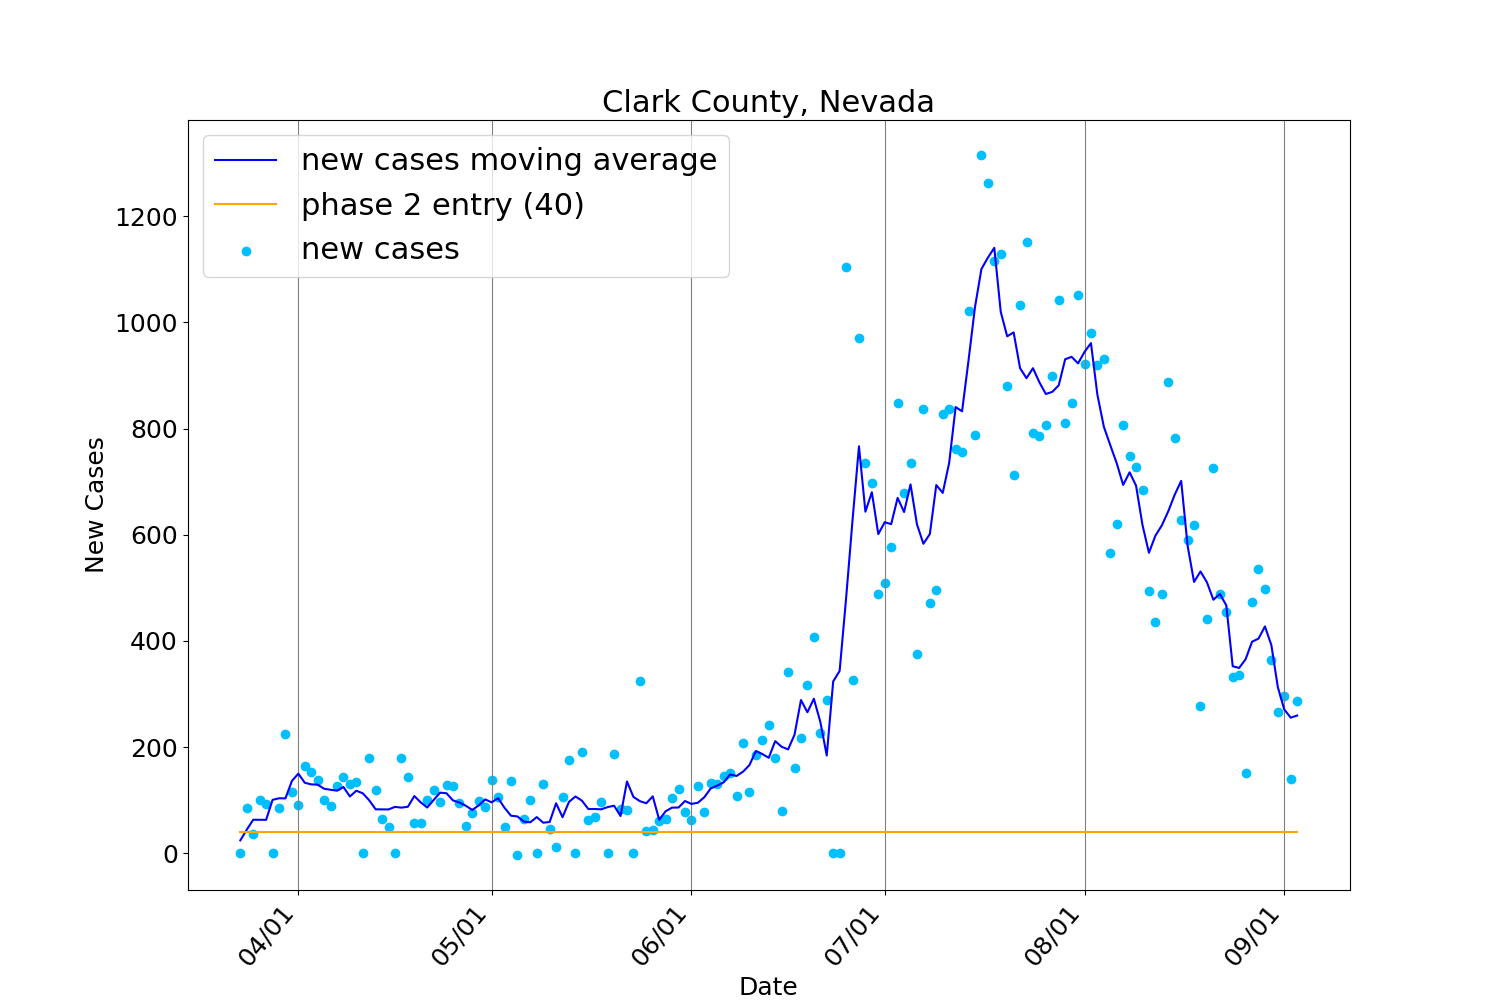 Clark County, Nevada
new cases moving average
phase 2 entry (40)
new cases
1200
1000
800
600
400
200
0
New Cases
04/01
05/01
06/01
07/01
08/01
09/01
Date